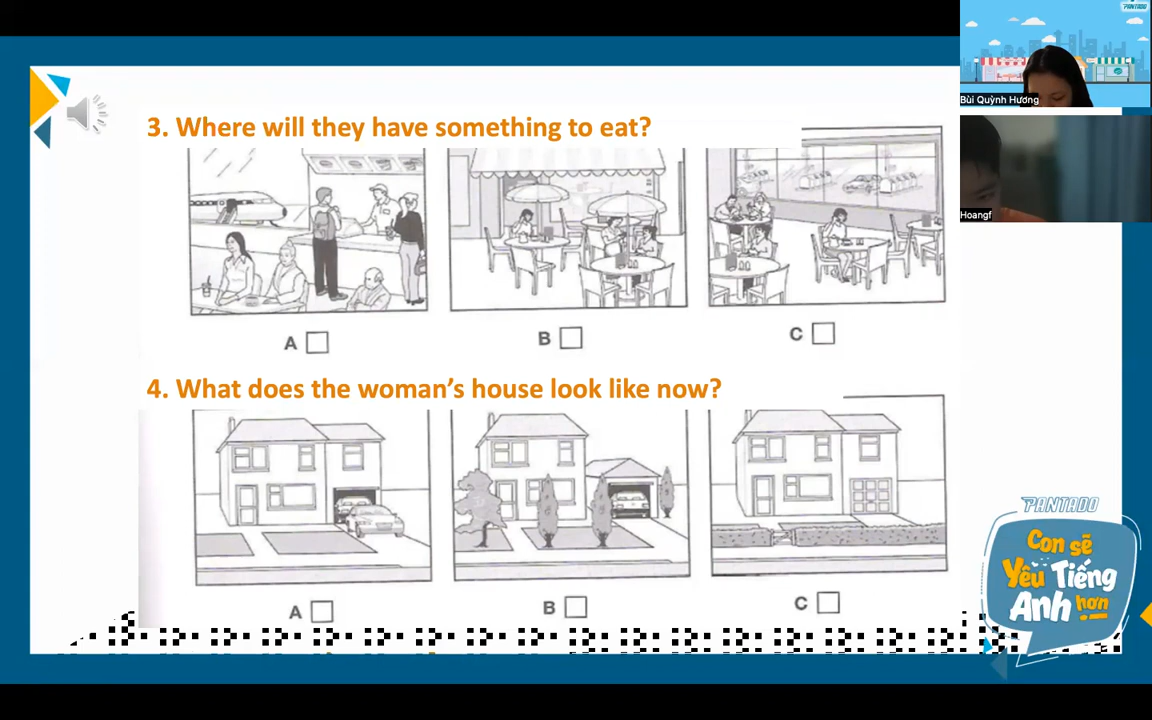 PANTADO
Bùi Quỳnh Hương
Hoangf
3. Where will they have something to eat?
A
B
C
4. What does the woman's house look like now?
A
B
C
PANTADO
Con sẽ
Yêu Tiếng
Anh hơn